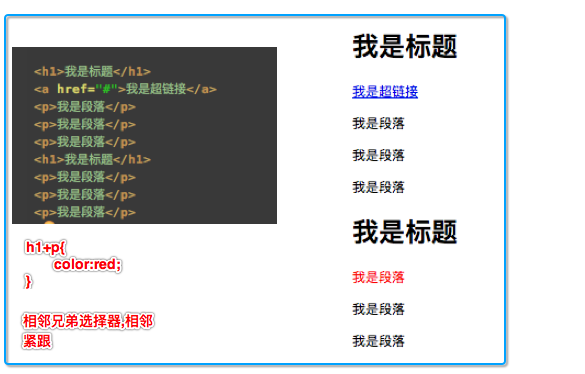 <h1>我是标题</h1>
<a href="#">我是超链接</a>
<p>我是段落</p>
<p>我是段落</p>
<p>我是段落</p>
<h1>我是标题</h1>
<p>我是段落</p>
<p>我是段落</p>
<p>我是段落</p>
h1+p{
color:red;
}
相邻兄弟选择器,相邻
紧跟
我是标题
我是超链接
我是段落
我是段落
我是段落
我是标题
我是段落
我是段落
我是段落